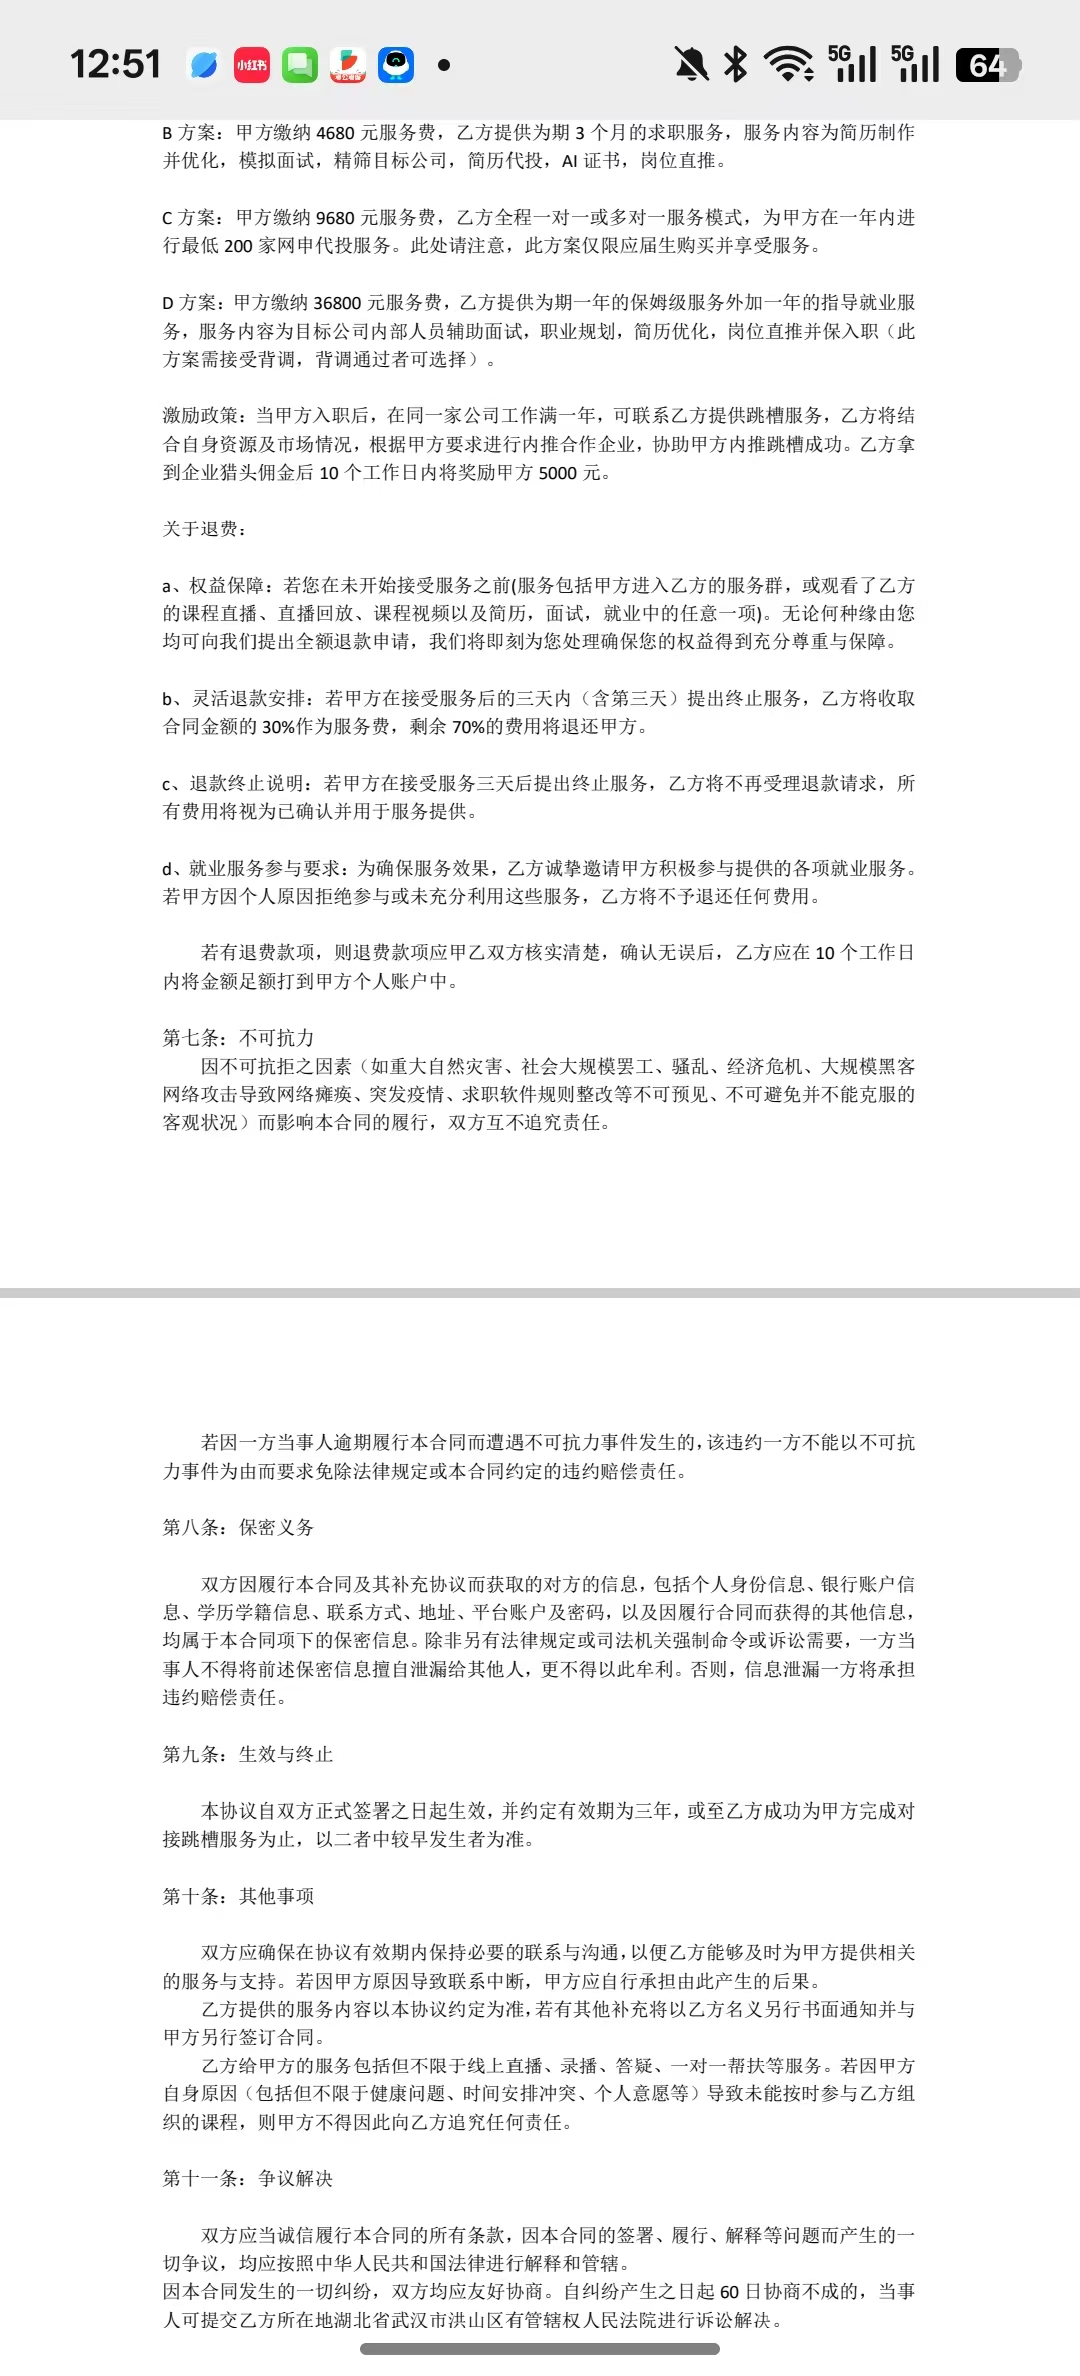 12:51
小红书
5G
5G
64
B 方案：甲方缴纳 4680 元服务费，乙方提供为期 3 个月的求职服务，服务内容为简历制作
并优化，模拟面试，精筛目标公司，简历代投，AI 证书，岗位直推。
C 方案：甲方缴纳 9680 元服务费，乙方全程一对一或多对一服务模式，为甲方在一年内进
行最低 200 家网申代投服务。此处请注意，此方案仅限应届生购买并享受服务。
D 方案：甲方缴纳 36800 元服务费，乙方提供为期一年的保姆级服务外加一年的指导就业服
务，服务内容为目标公司内部人员辅助面试，职业规划，简历优化，岗位直推并保入职（此
方案需接受背调，背调通过者可选择）。
激励政策：当甲方入职后，在同一家公司工作满一年，可联系乙方提供跳槽服务，乙方将结
合自身资源及市场情况，根据甲方要求进行内推合作企业，协助甲方内推跳槽成功。乙方拿
到企业猎头佣金后 10 个工作日内将奖励甲方 5000 元。
关于退费：
a、权益保障：若您在未开始接受服务之前(服务包括甲方进入乙方的服务群，或观看了乙方
的课程直播、直播回放、课程视频以及简历，面试，就业中的任意一项)。无论何种缘由您
均可向我们提出全额退款申请，我们将即刻为您处理确保您的权益得到充分尊重与保障。
b、灵活退款安排：若甲方在接受服务后的三天内（含第三天）提出终止服务，乙方将收取
合同金额的 30%作为服务费，剩余 70%的费用将退还甲方。
c、退款终止说明：若甲方在接受服务三天后提出终止服务，乙方将不再受理退款请求，所
有费用将视为已确认并用于服务提供。
d、就业服务参与要求：为确保服务效果，乙方诚挚邀请甲方积极参与提供的各项就业服务。
若甲方因个人原因拒绝参与或未充分利用这些服务，乙方将不予退还任何费用。
若有退费款项，则退费款项应甲乙双方核实清楚，确认无误后，乙方应在 10 个工作日
内将金额足额打到甲方个人账户中。
第七条：不可抗力
因不可抗拒之因素（如重大自然灾害、社会大规模罢工、骚乱、经济危机、大规模黑客
网络攻击导致网络瘫痪、突发疫情、求职软件规则整改等不可预见、不可避免并不能克服的
客观状况）而影响本合同的履行，双方互不追究责任。
若因一方当事人逾期履行本合同而遭遇不可抗力事件发生的，该违约一方不能以不可抗
力事件为由而要求免除法律规定或本合同约定的违约赔偿责任。
第八条：保密义务
双方因履行本合同及其补充协议而获取的对方的信息，包括个人身份信息、银行账户信
息、学历学籍信息、联系方式、地址、平台账户及密码，以及因履行合同而获得的其他信息，
均属于本合同项下的保密信息。除非另有法律规定或司法机关强制命令或诉讼需要，一方当
事人不得将前述保密信息擅自泄漏给其他人，更不得以此牟利。否则，信息泄漏一方将承担
违约赔偿责任。
第九条：生效与终止
本协议自双方正式签署之日起生效，并约定有效期为三年，或至乙方成功为甲方完成对
接跳槽服务为止，以二者中较早发生者为准。
第十条：其他事项
双方应确保在协议有效期内保持必要的联系与沟通，以便乙方能够及时为甲方提供相关
的服务与支持。若因甲方原因导致联系中断，甲方应自行承担由此产生的后果。
乙方提供的服务内容以本协议约定为准，若有其他补充将以乙方名义另行书面通知并与
甲方另行签订合同。
乙方给甲方的服务包括但不限于线上直播、录播、答疑、一对一帮扶等服务。若因甲方
自身原因（包括但不限于健康问题、时间安排冲突、个人意愿等）导致未能按时参与乙方组
织的课程，则甲方不得因此向乙方追究任何责任。
第十一条：争议解决
双方应当诚信履行本合同的所有条款，因本合同的签署、履行、解释等问题而产生的一
切争议，均应按照中华人民共和国法律进行解释和管辖。
因本合同发生的一切纠纷，双方均应友好协商。自纠纷产生之日起 60 日协商不成的，当事
人可提交乙方所在地湖北省武汉市洪山区有管辖权人民法院进行诉讼解决。